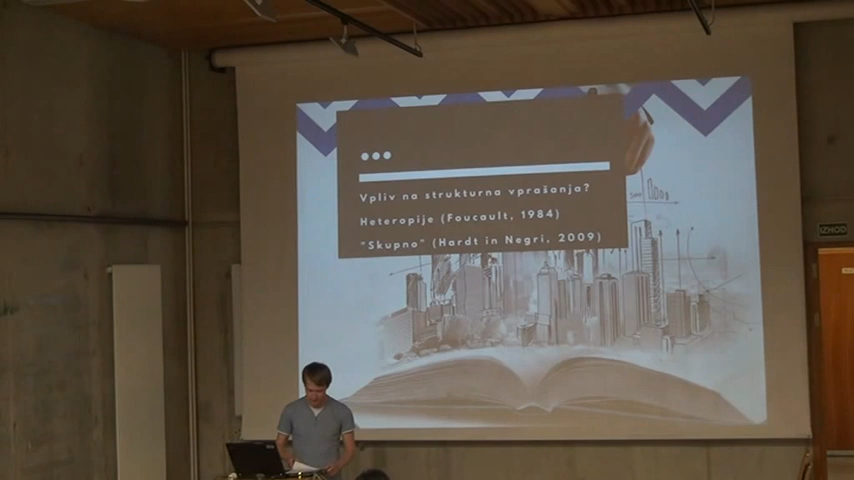 Vpliv na strukturna vprašanja?
Heteropije (Foucault, 1984)
"Skupno" (Hardt in Negri, 2009)
IZHOD